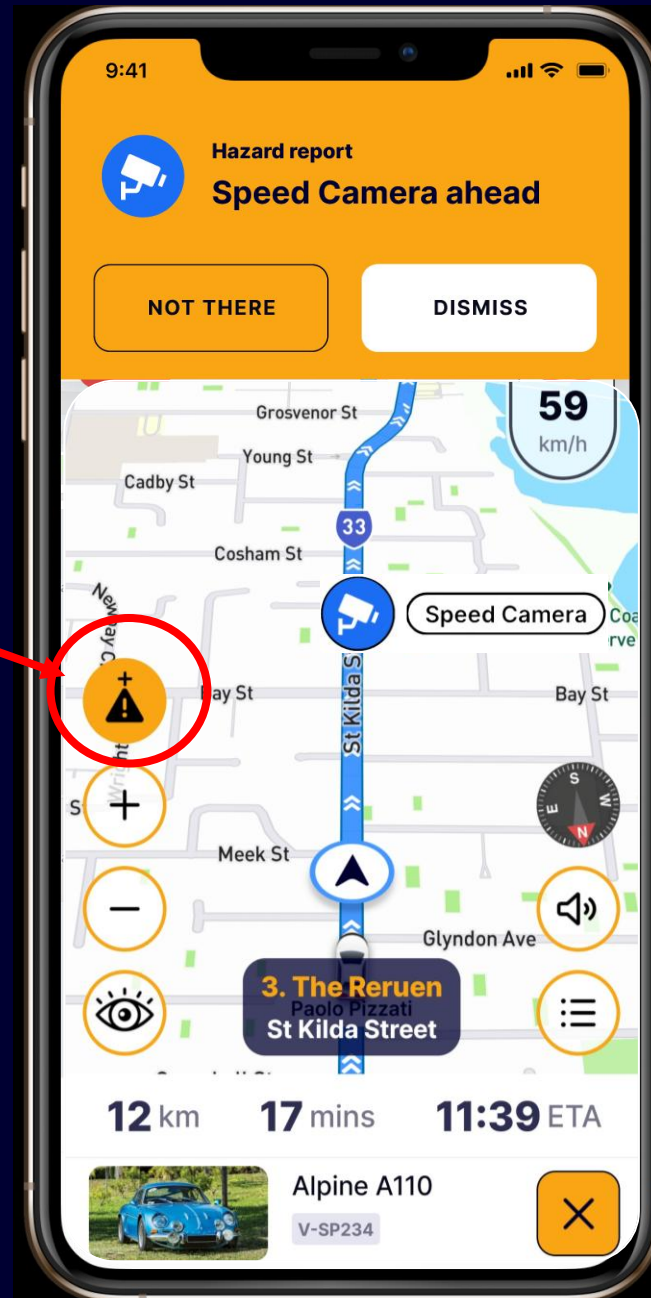 9:41
Hazard report
Speed Camera ahead
NOT THERE
DISMISS
59
km/h
Grosvenor St
Young St
Cadby St
33
Cosham St
Speed Camera
Bay St
St Kilda S
Bay St
S
W
E
N
Meek St
Glyndon Ave
3. The Reruen
Paolo Pizzati
St Kilda Street
12 km
17 mins
11:39 ETA
Alpine A110
V-SP234